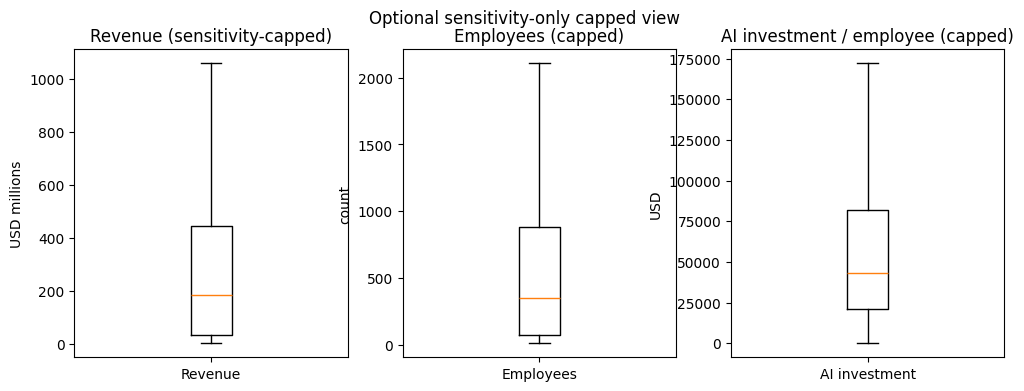 Optional sensitivity-only capped view
Revenue (sensitivity-capped)
USD millions
1000
800
600
400
200
0
Revenue
Employees (capped)
count
2000
1500
1000
500
0
Employees
AI investment / employee (capped)
USD
175000
150000
125000
100000
75000
50000
25000
0
AI investment